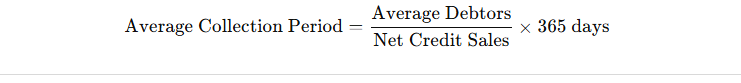 Average Collection Period = Average Debtors / Net Credit Sales × 365 days